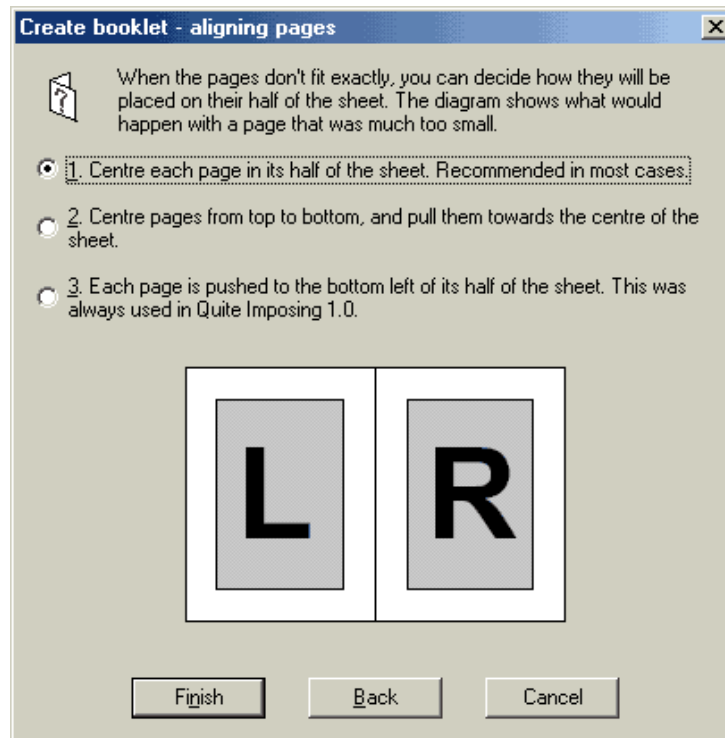 Create booklet - aligning pages
When the pages don't fit exactly, you can decide how they will be
placed on their half of the sheet. The diagram shows what would
happen with a page that was much too small.
1. Centre each page in its half of the sheet. Recommended in most cases.
2. Centre pages from top to bottom, and pull them towards the centre of the
sheet.
3. Each page is pushed to the bottom left of its half of the sheet. This was
always used in Quite Imposing 1.0.
L R
Finish Back Cancel